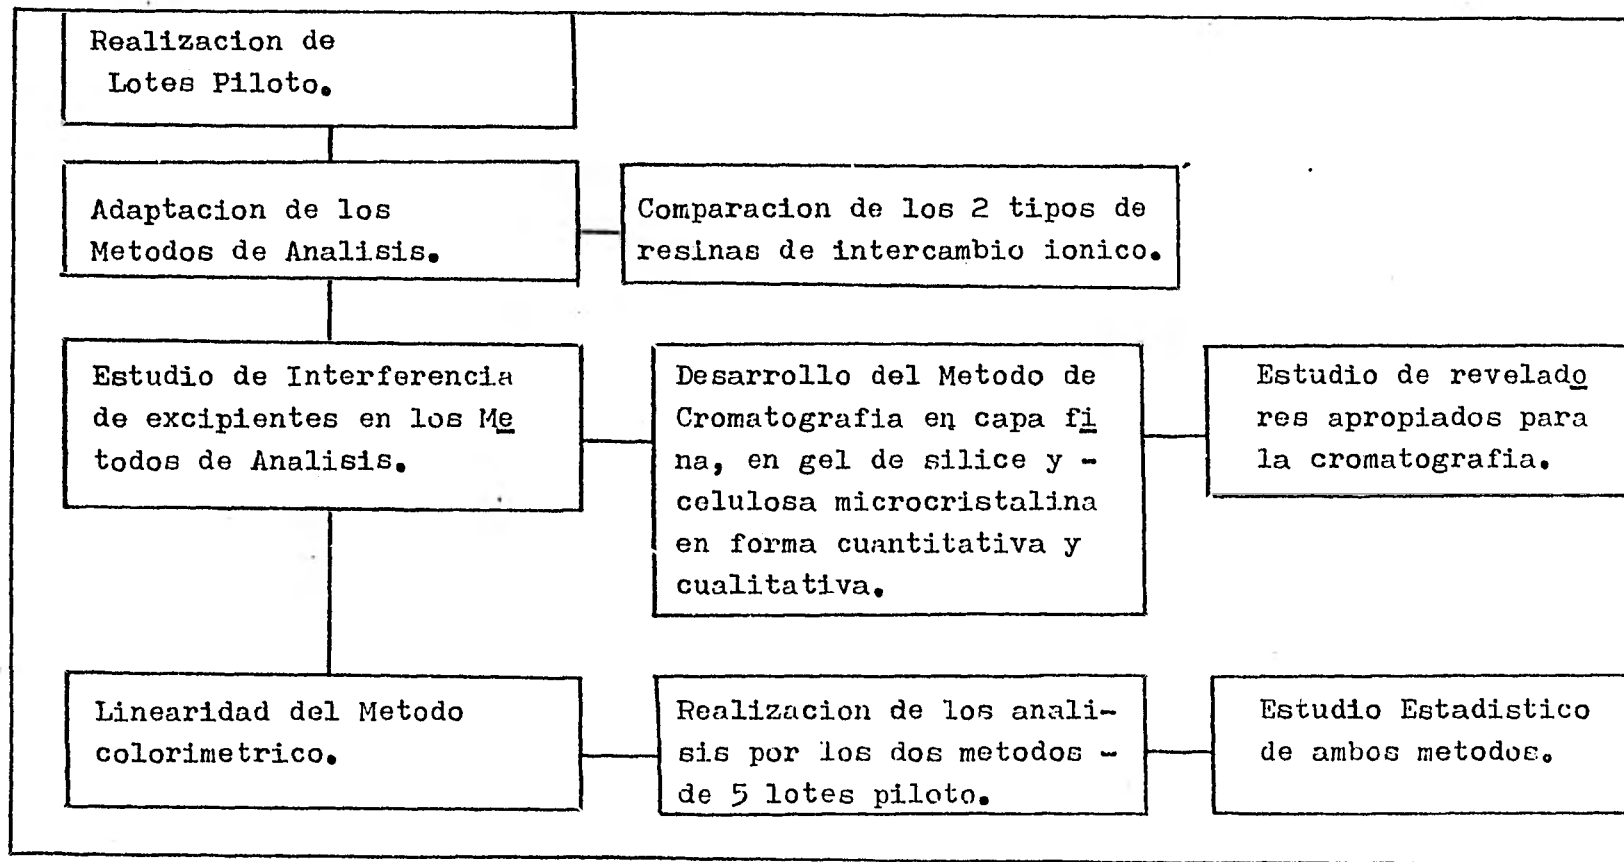 Realizacion de
Lotes Piloto.
Adaptacion de los
Metodos de Analisis.
Comparacion de los 2 tipos de
resinas de intercambio ionico.
Estudio de Interferencia
de excipientes en los Me
todos de Analisis.
Desarrollo del Metodo de
Cromatografia en capa fi
na, en gel de silice y -
celulosa microcristalina
en forma cuantitativa y
cualitativa.
Estudio de revelado
res apropiados para
la cromatografia.
Linearidad del Metodo
colorimetrico.
Realizacion de los anali-
sis por los dos metodos -
de 5 lotes piloto.
Estudio Estadistico
de ambos metodos.